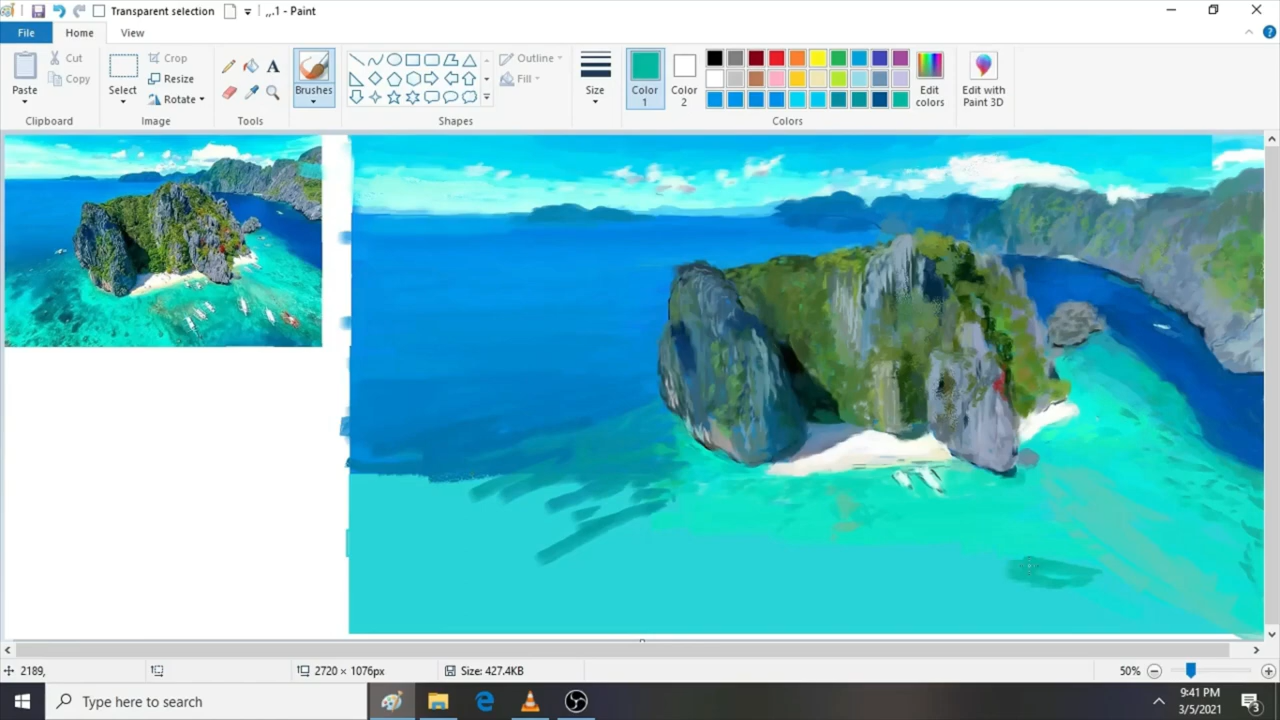 Transparent selection
,,.1 - Paint
File
Home
View
Paste
Cut
Copy
Clipboard
Select
Crop
Resize
Rotate
Image
A
Tools
Brushes
Shapes
Outline
Fill
Size
Color 1
Color 2
Colors
Edit colors
Edit with Paint 3D
2189,
2720 × 1076px
Size: 427.4KB
50%
Type here to search
9:41 PM
3/5/2021
3